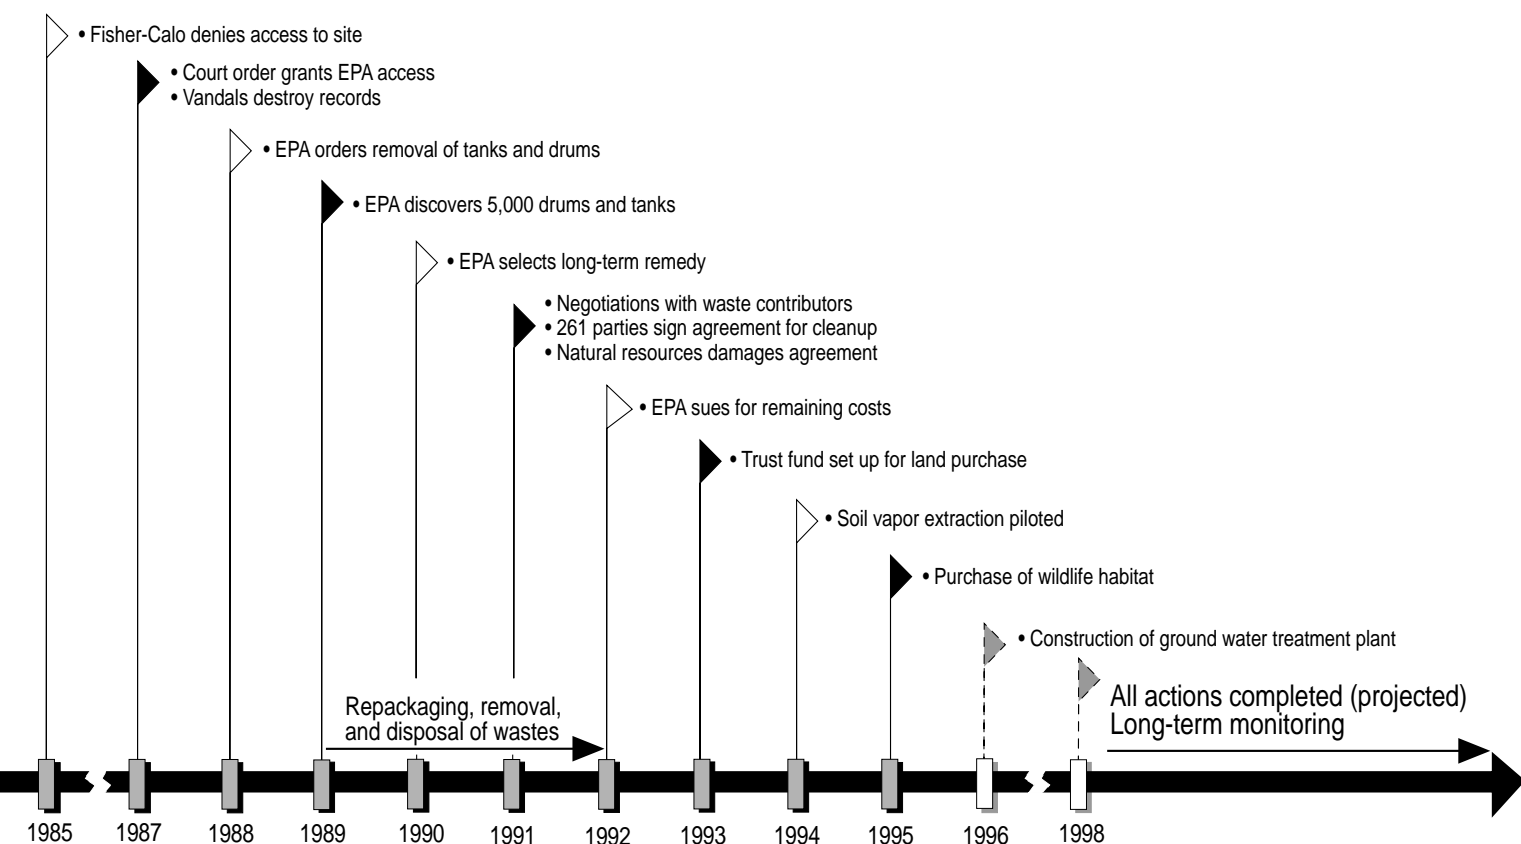 • Fisher-Calo denies access to site
• Court order grants EPA access
• Vandals destroy records
• EPA orders removal of tanks and drums
• EPA discovers 5,000 drums and tanks
• EPA selects long-term remedy
• Negotiations with waste contributors
• 261 parties sign agreement for cleanup
• Natural resources damages agreement
• EPA sues for remaining costs
• Trust fund set up for land purchase
• Soil vapor extraction piloted
• Purchase of wildlife habitat
• Construction of ground water treatment plant
All actions completed (projected)
Long-term monitoring
Repackaging, removal,
and disposal of wastes
1985 1987 1988 1989 1990 1991 1992 1993 1994 1995 1996 1998